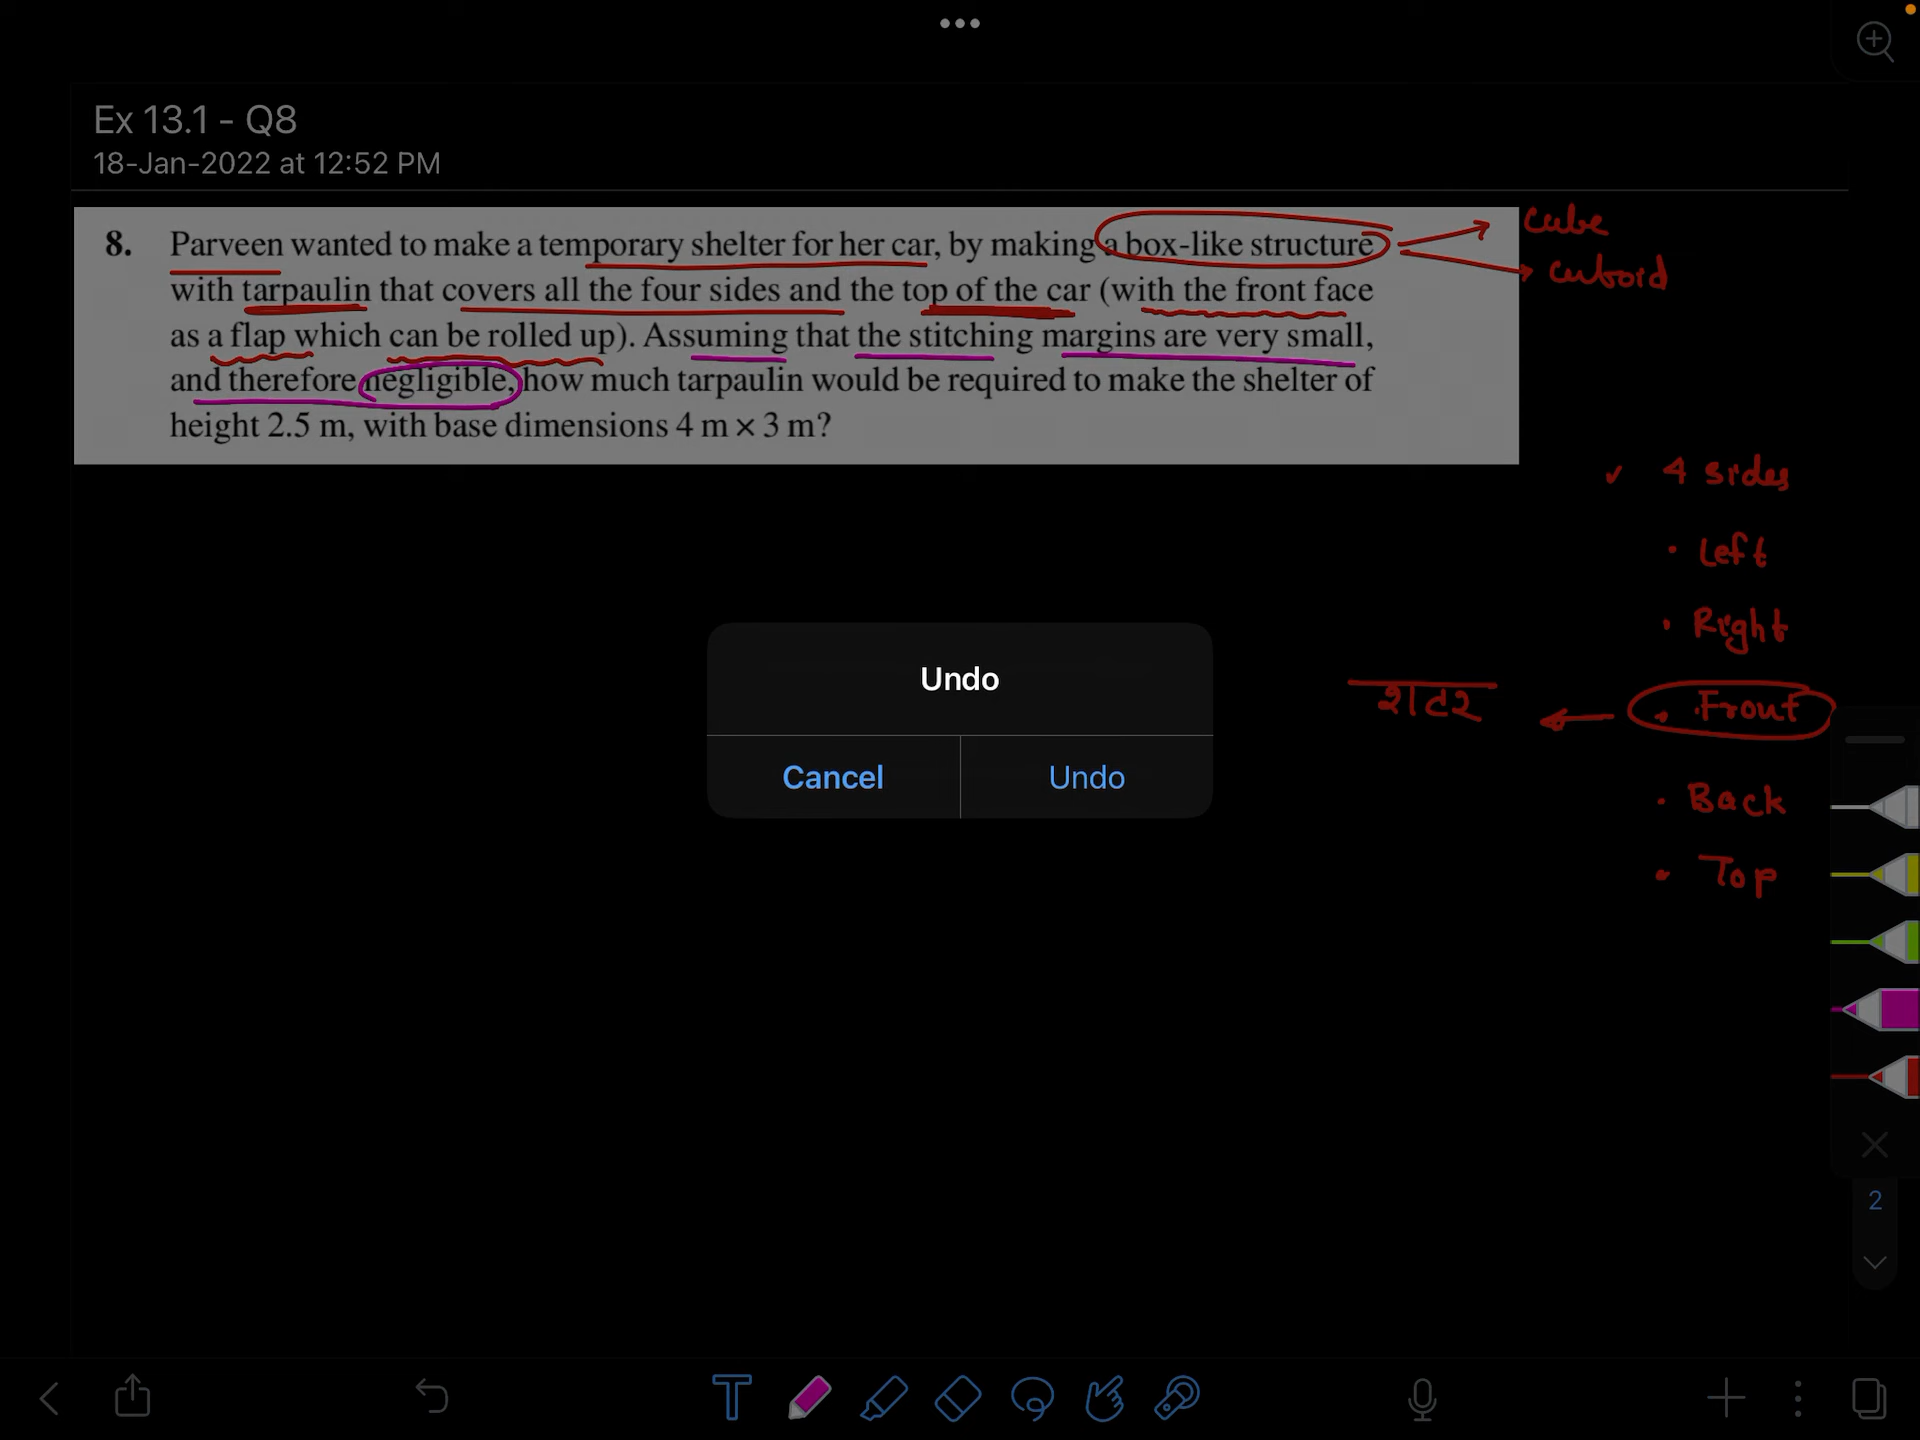 Ex 13.1 - Q8
18-Jan-2022 at 12:52 PM
8. Parveen wanted to make a temporary shelter for her car, by making a box-like structure
with tarpaulin that covers all the four sides and the top of the car (with the front face
as a flap which can be rolled up). Assuming that the stitching margins are very small,
and therefore negligible, how much tarpaulin would be required to make the shelter of
height 2.5 m, with base dimensions 4 m × 3 m?
cube
cuboid
✓ 4 sides
• Left
• Right
• Front
शटर
• Back
• Top
Undo
Cancel Undo
2